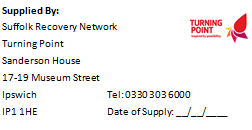 Supplied By:
Suffolk Recovery Network
Turning Point
Sanderson House
17-19 Museum Street
Ipswich Tel: 0330 303 6000
IP1 1HE Date of Supply: __/__/____
TURNING
POINT
inspired by possibility